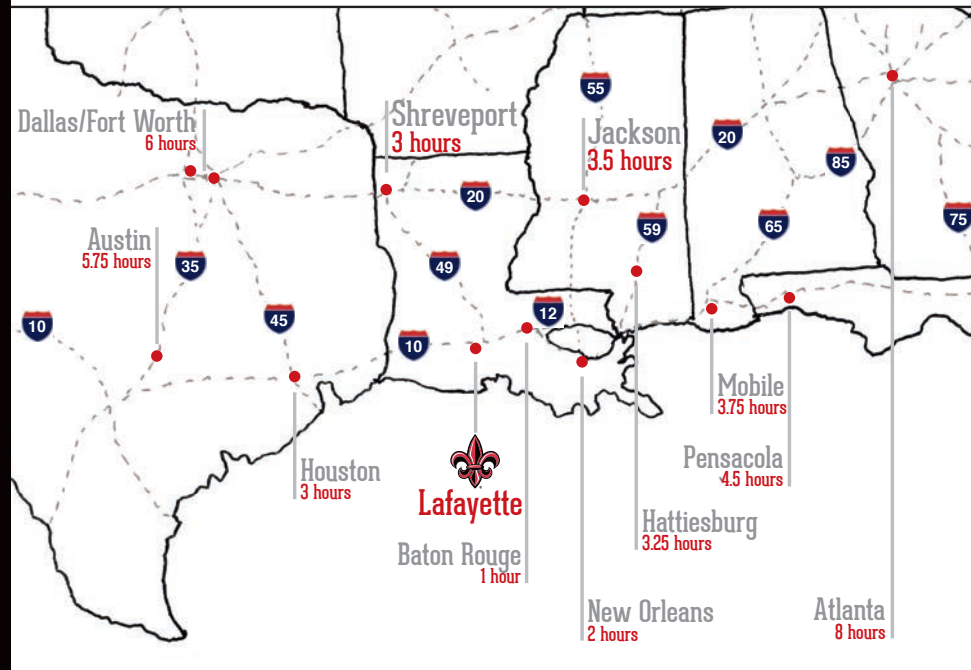 55
Shreveport
3 hours
Dallas/Fort Worth
6 hours
Jackson
3.5 hours
20
85
20
59
65
75
Austin
5.75 hours
35
49
10
45
12
10
Mobile
3.75 hours
Houston
3 hours
Pensacola
4.5 hours
Lafayette
Hattiesburg
3.25 hours
Baton Rouge
1 hour
New Orleans
2 hours
Atlanta
8 hours